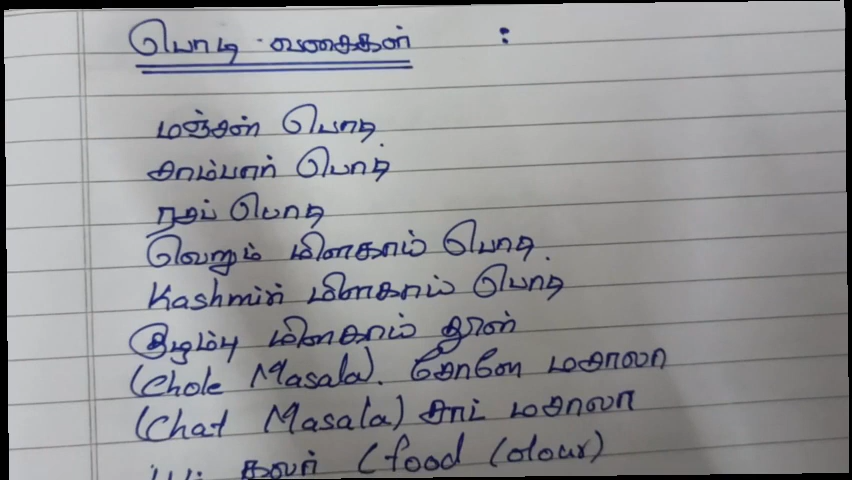 பொடி வகைகள் :
மஞ்சள் பொடி
சாம்பார் பொடி
ரசப் பொடி
வெறும் மிளகாய் பொடி
Kashmiri மிளகாய் பொடி
குழம்பு மிளகாய் தூள்
(Chole Masala). சோளே மசாலா
(Chat Masala) சாட் மசாலா
கலர் (food Colour)